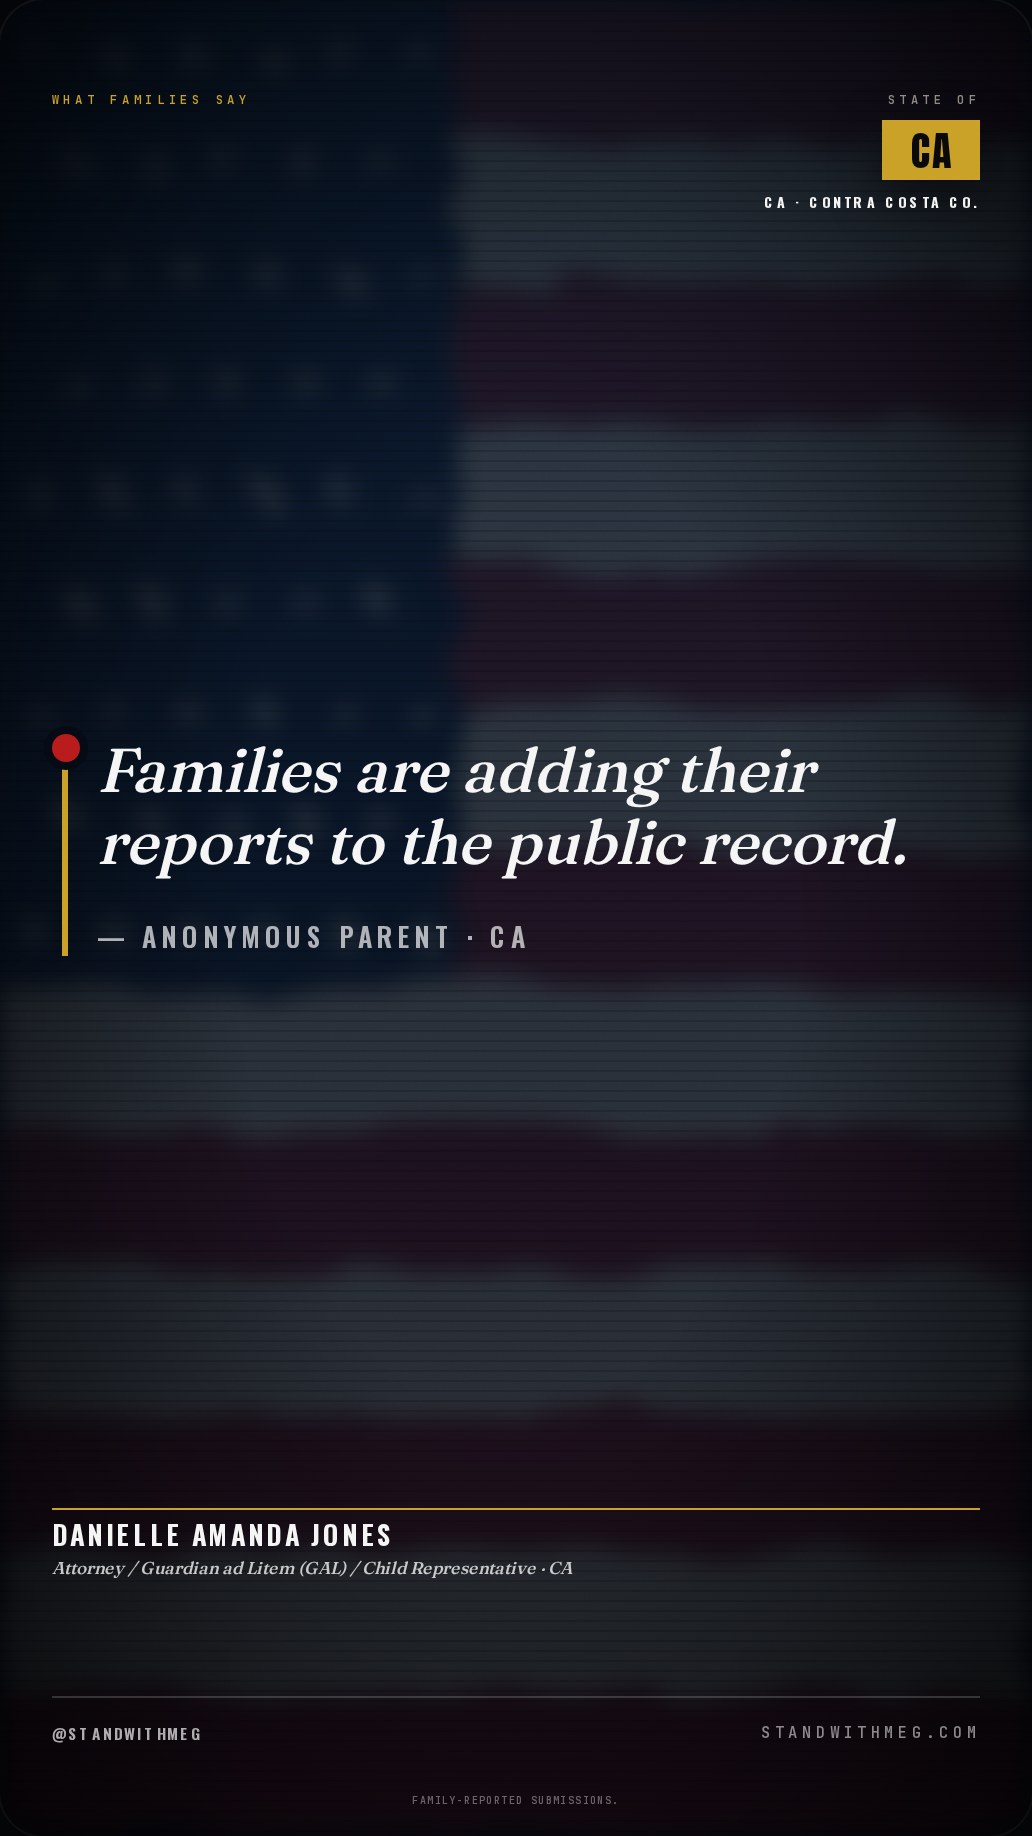 WHAT FAMILIES SAY
STATE OF
CA
CA · CONTRA COSTA CO.
Families are adding their
reports to the public record.
— ANONYMOUS PARENT · CA
DANIELLE AMANDA JONES
Attorney / Guardian ad Litem (GAL) / Child Representative · CA
@STANDWITHMEG
STANDWITHMEG.COM
FAMILY-REPORTED SUBMISSIONS.